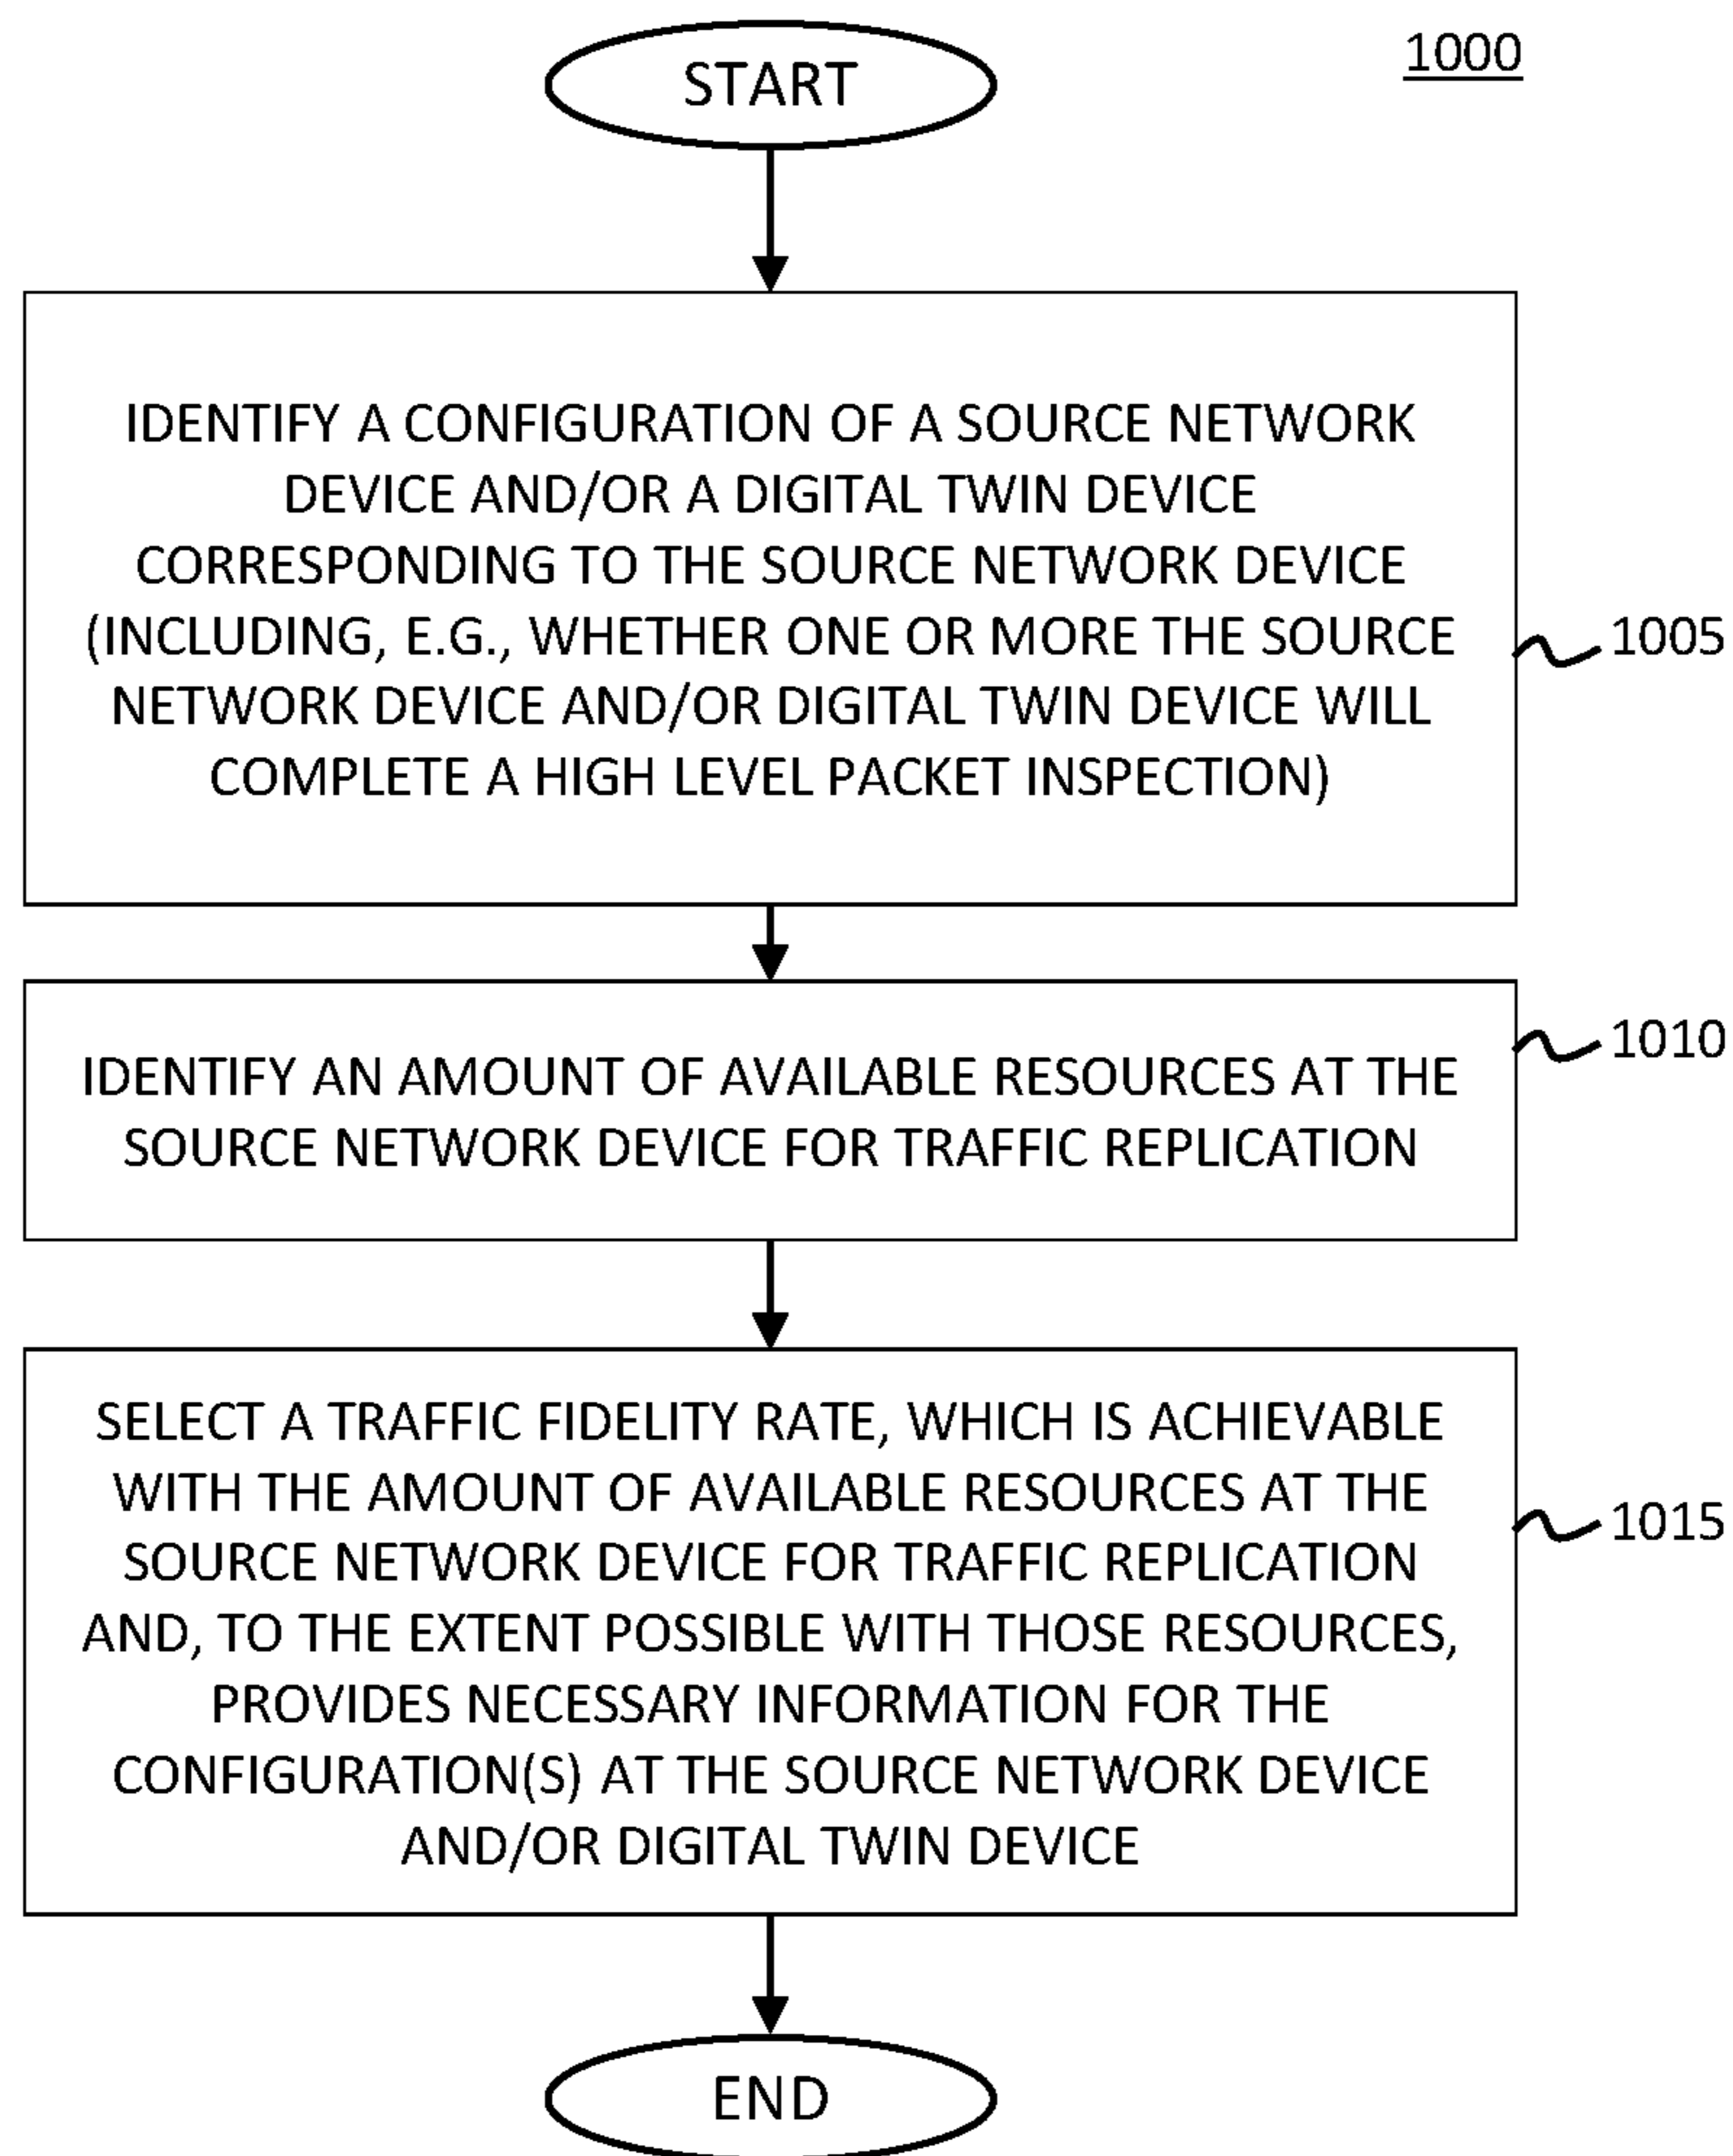 START
1000
IDENTIFY A CONFIGURATION OF A SOURCE NETWORK
DEVICE AND/OR A DIGITAL TWIN DEVICE
CORRESPONDING TO THE SOURCE NETWORK DEVICE
(INCLUDING, E.G., WHETHER ONE OR MORE THE SOURCE
NETWORK DEVICE AND/OR DIGITAL TWIN DEVICE WILL
COMPLETE A HIGH LEVEL PACKET INSPECTION)
1005
IDENTIFY AN AMOUNT OF AVAILABLE RESOURCES AT THE
SOURCE NETWORK DEVICE FOR TRAFFIC REPLICATION
1010
SELECT A TRAFFIC FIDELITY RATE, WHICH IS ACHIEVABLE
WITH THE AMOUNT OF AVAILABLE RESOURCES AT THE
SOURCE NETWORK DEVICE FOR TRAFFIC REPLICATION
AND, TO THE EXTENT POSSIBLE WITH THOSE RESOURCES,
PROVIDES NECESSARY INFORMATION FOR THE
CONFIGURATION(S) AT THE SOURCE NETWORK DEVICE
AND/OR DIGITAL TWIN DEVICE
1015
END